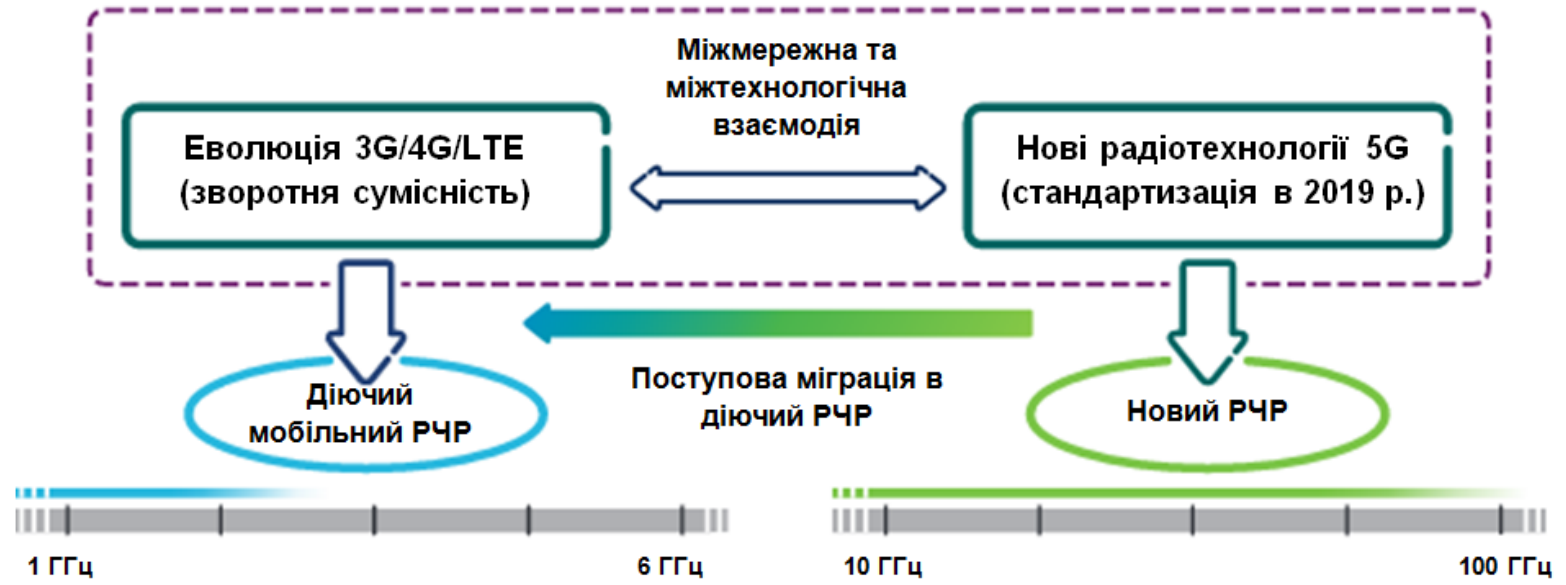 Міжмережна та
міжтехнологічна
взаємодія
Еволюція 3G/4G/LTE
(зворотня сумісність)
Нові радіотехнології 5G
(стандартизація в 2019 р.)
Поступова міграція в
діючий РЧР
Діючий
мобільний РЧР
Новий РЧР
1 ГГц
6 ГГц
10 ГГц
100 ГГц